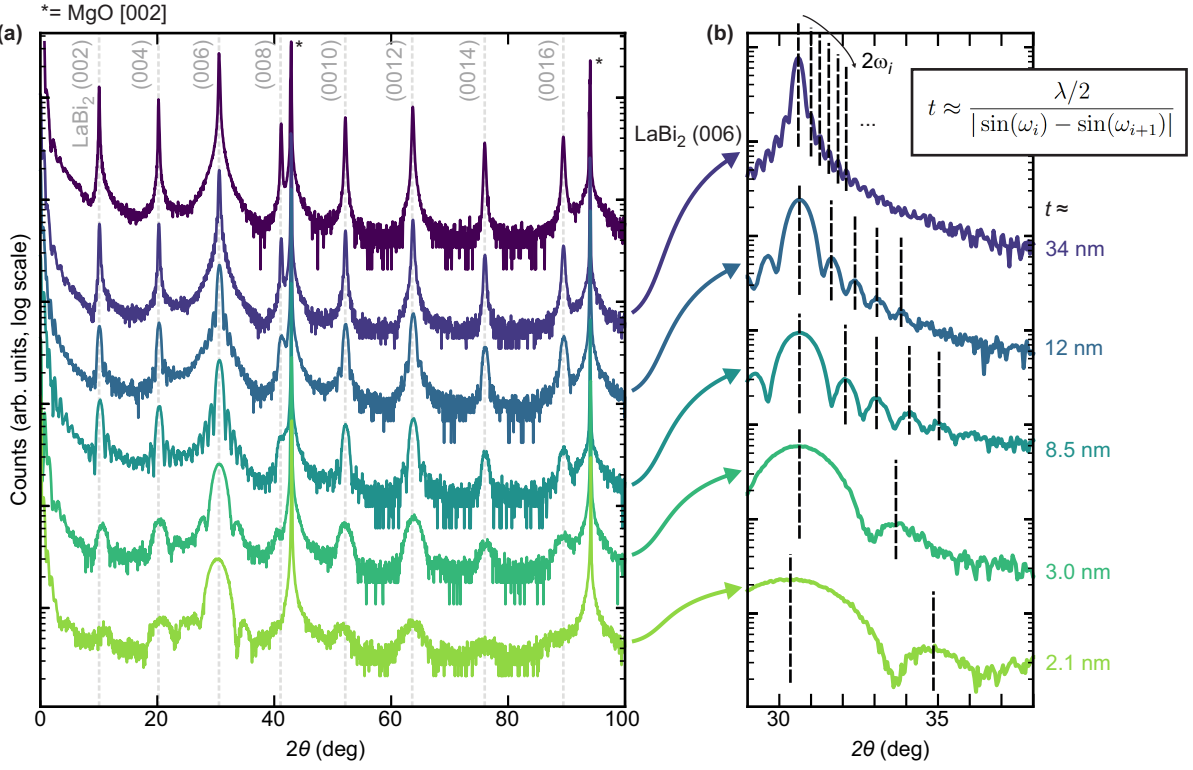 *= MgO [002]
(a)
LaBi2 (002)
(004)
(006)
(008)
*
(0010)
(0012)
(0014)
(0016)
*
Counts (arb. units, log scale)
0
20
40
60
80
100
2θ (deg)
LaBi2 (006)
(b)
2ωi
...
t ≈ λ/2 / |sin(ωi) − sin(ωi+1)|
t ≈
34 nm
12 nm
8.5 nm
3.0 nm
2.1 nm
30
35
2θ (deg)